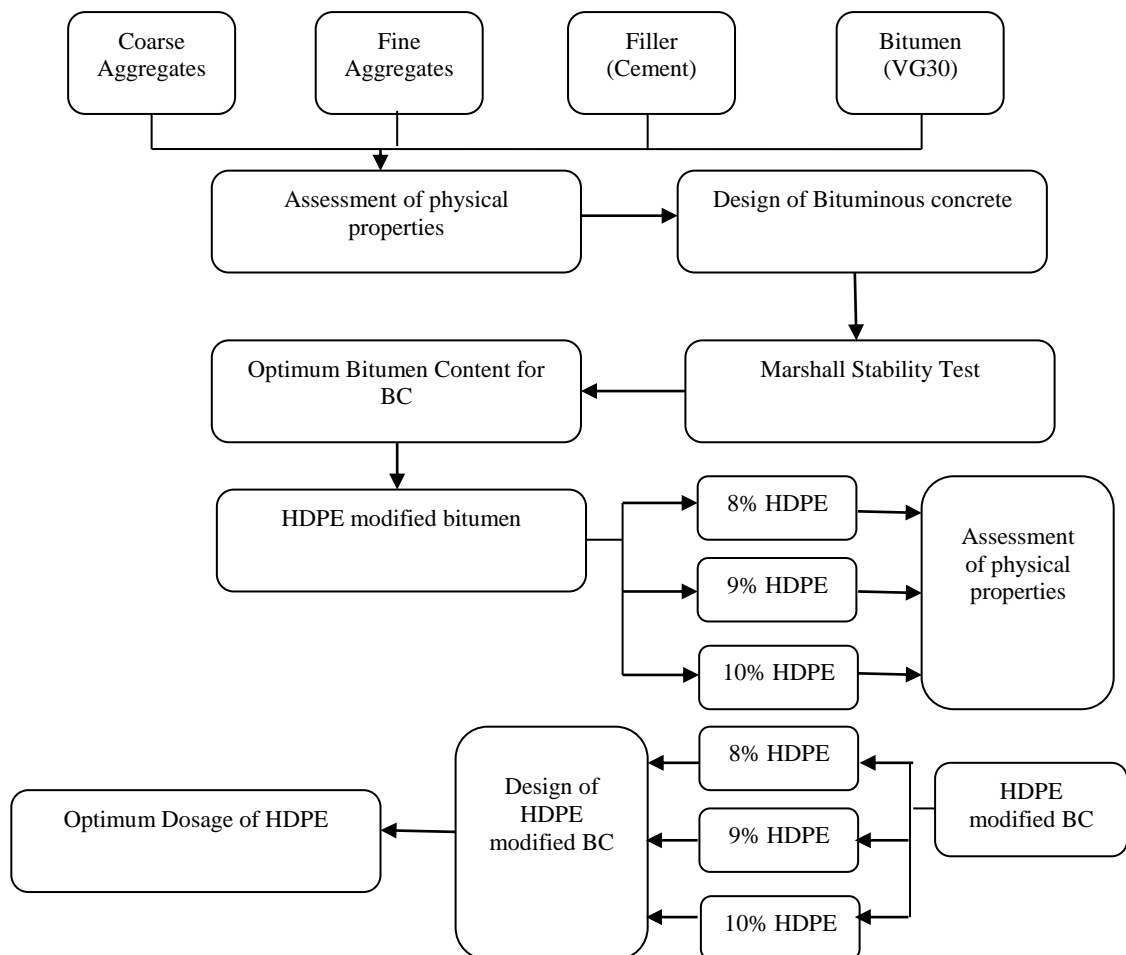 Coarse
Aggregates
Fine
Aggregates
Filler
(Cement)
Bitumen
(VG30)
Assessment of physical
properties
Design of Bituminous concrete
Optimum Bitumen Content for
BC
Marshall Stability Test
HDPE modified bitumen
8% HDPE
9% HDPE
10% HDPE
Assessment
of physical
properties
8% HDPE
9% HDPE
10% HDPE
HDPE
modified BC
Design of
HDPE
modified BC
Optimum Dosage of HDPE